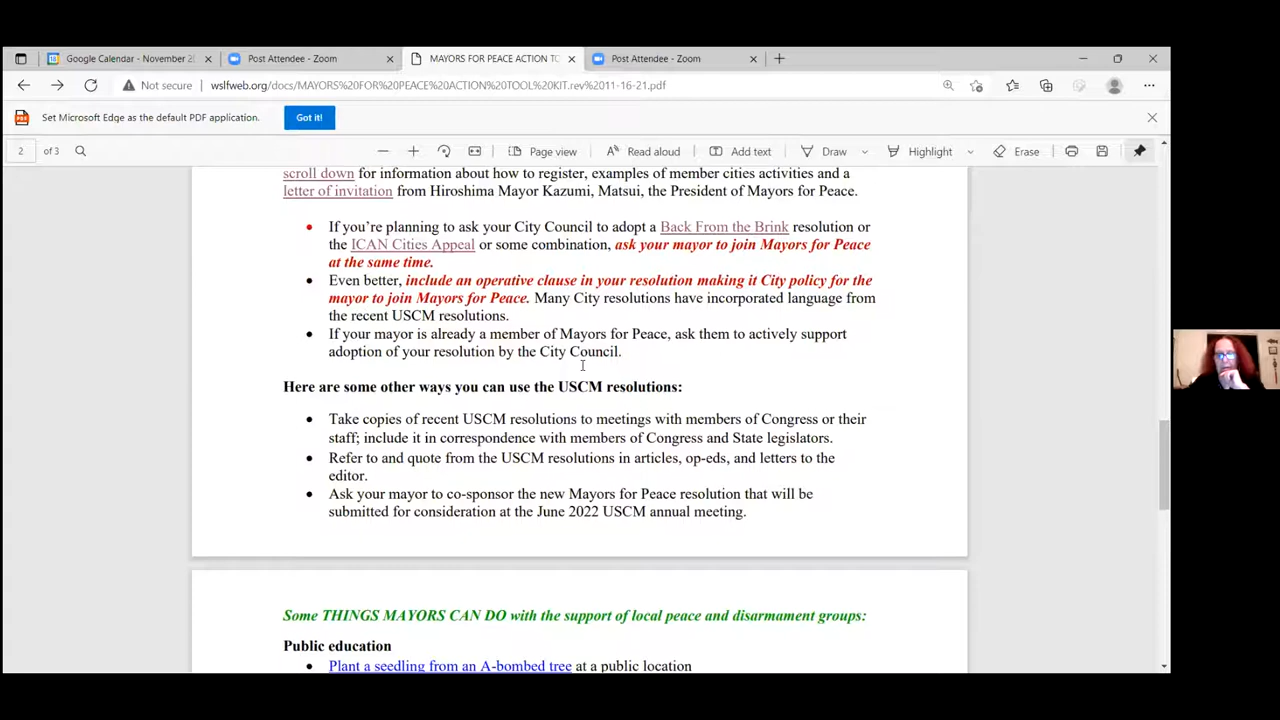 Google Calendar - November 2
Post Attendee - Zoom
MAYORS FOR PEACE ACTION TO
Post Attendee - Zoom
Not secure
wslfweb.org/docs/MAYORS%20FOR%20PEACE%20ACTION%20TOOL%20KIT.rev%2011-16-21.pdf
Set Microsoft Edge as the default PDF application.
Got it!
2 of 3
Page view
Read aloud
Add text
Draw
Highlight
Erase
scroll down for information about how to register, examples of member cities activities and a
letter of invitation from Hiroshima Mayor Kazumi, Matsui, the President of Mayors for Peace.
• If you’re planning to ask your City Council to adopt a Back From the Brink resolution or
the ICAN Cities Appeal or some combination, ask your mayor to join Mayors for Peace
at the same time.
• Even better, include an operative clause in your resolution making it City policy for the
mayor to join Mayors for Peace. Many City resolutions have incorporated language from
the recent USCM resolutions.
• If your mayor is already a member of Mayors for Peace, ask them to actively support
adoption of your resolution by the City Council.
Here are some other ways you can use the USCM resolutions:
• Take copies of recent USCM resolutions to meetings with members of Congress or their
staff; include it in correspondence with members of Congress and State legislators.
• Refer to and quote from the USCM resolutions in articles, op-eds, and letters to the
editor.
• Ask your mayor to co-sponsor the new Mayors for Peace resolution that will be
submitted for consideration at the June 2022 USCM annual meeting.
Some THINGS MAYORS CAN DO with the support of local peace and disarmament groups:
Public education
• Plant a seedling from an A-bombed tree at a public location